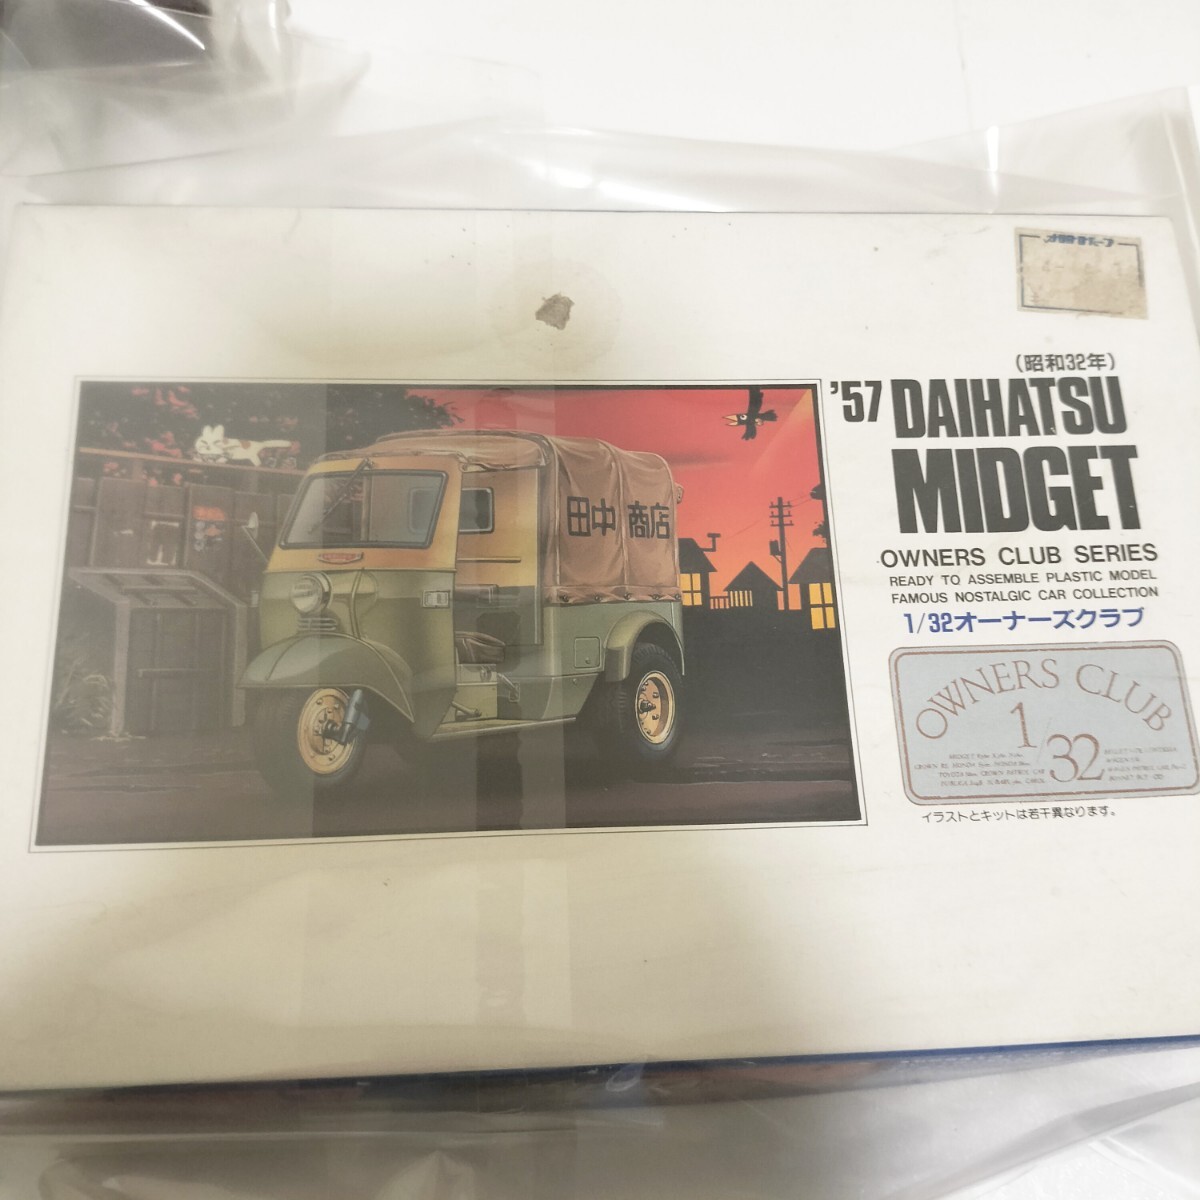 (昭和32年)
'57 DAIHATSU
MIDGET
OWNERS CLUB SERIES
READY TO ASSEMBLE PLASTIC MODEL
FAMOUS NOSTALGIC CAR COLLECTION
1/32オーナーズクラブ
OWNERS CLUB
1/32
イラストとキットは若干異なります。
田中商店